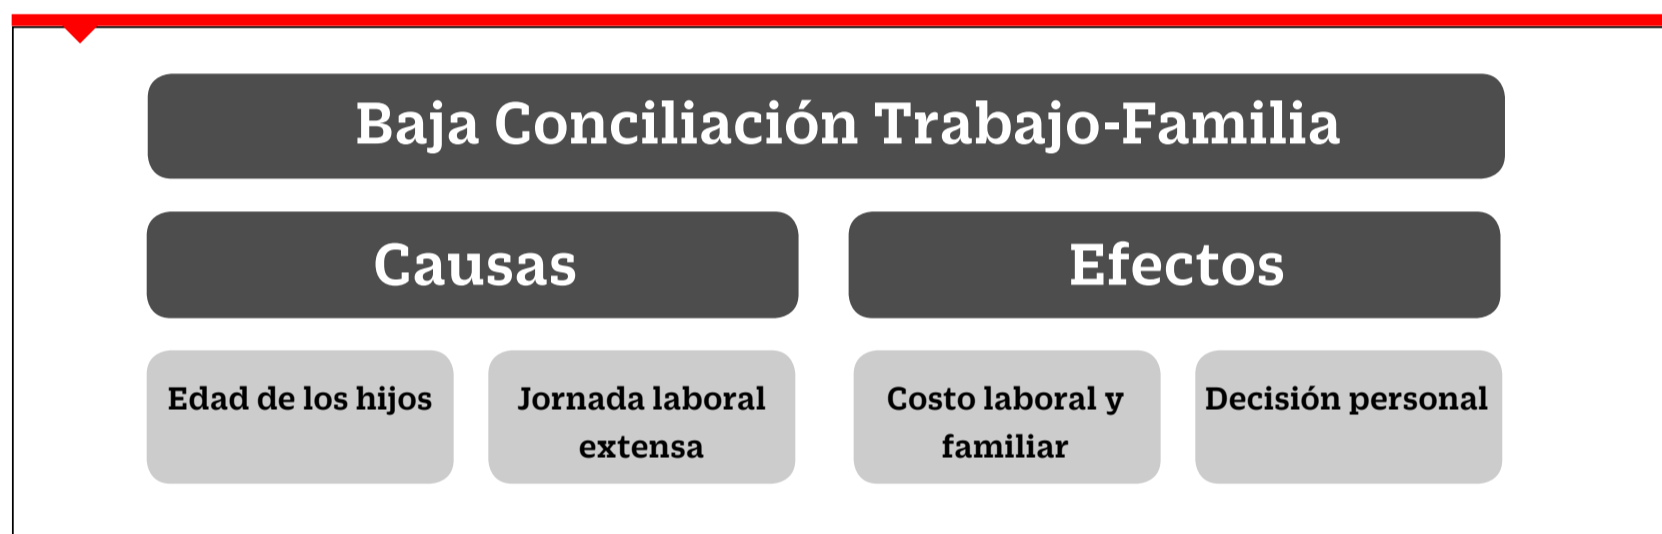 Baja Conciliación Trabajo-Familia
Causas
Efectos
Edad de los hijos
Jornada laboral
extensa
Costo laboral y
familiar
Decisión personal